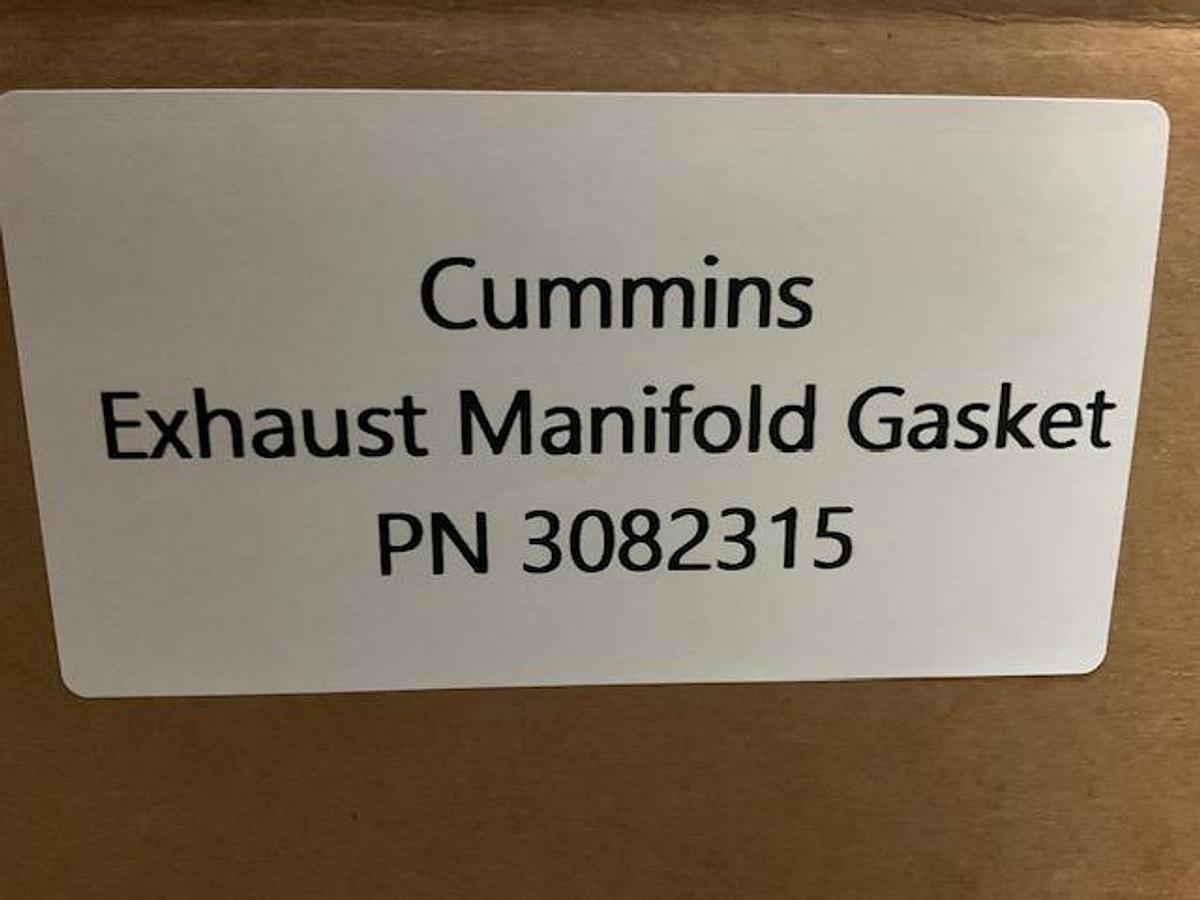 Cummins
Exhaust Manifold Gasket
PN 3082315